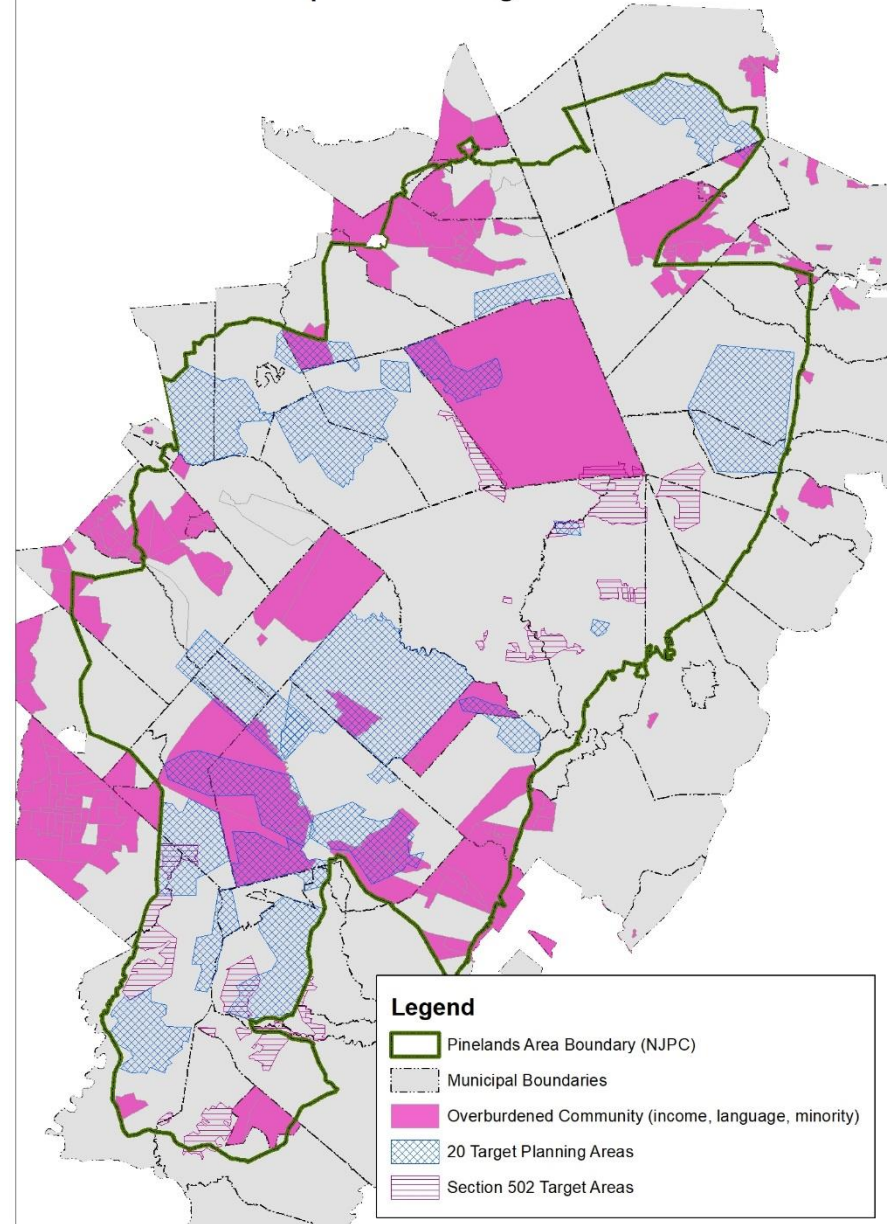 Legend
Pinelands Area Boundary (NJPC)
Municipal Boundaries
Overburdened Community (income, language, minority)
20 Target Planning Areas
Section 502 Target Areas